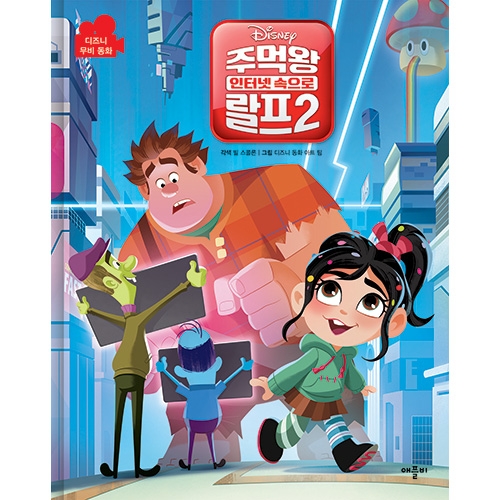 디즈니
무비 동화
Disney
주먹왕
인터넷 속으로
랄프2
각색 빌 스콜론 | 그림 디즈니 동화 아트 팀
애플비